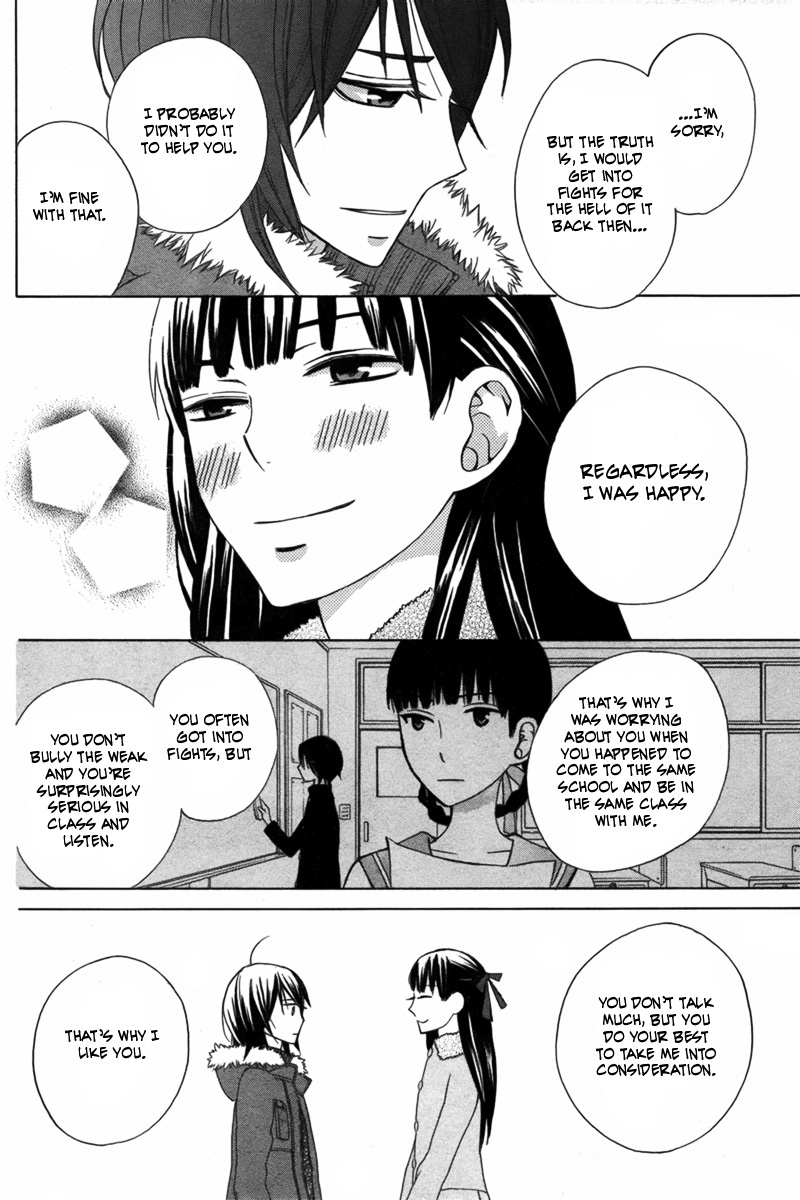 ...I'M
SORRY,
BUT THE TRUTH
IS, I WOULD
GET INTO
FIGHTS FOR
THE HELL OF IT
BACK THEN...
I PROBABLY
DIDN'T DO IT
TO HELP YOU.
I'M FINE
WITH THAT.
REGARDLESS,
I WAS HAPPY.
THAT'S WHY I
WAS WORRYING
ABOUT YOU WHEN
YOU HAPPENED TO
COME TO THE SAME
SCHOOL AND BE IN
THE SAME CLASS
WITH ME.
YOU OFTEN
GOT INTO
FIGHTS, BUT
YOU DON'T
BULLY THE WEAK
AND YOU'RE
SURPRISINGLY
SERIOUS IN
CLASS AND
LISTEN.
YOU DON'T TALK
MUCH, BUT YOU
DO YOUR BEST
TO TAKE ME INTO
CONSIDERATION.
THAT'S WHY I
LIKE YOU.